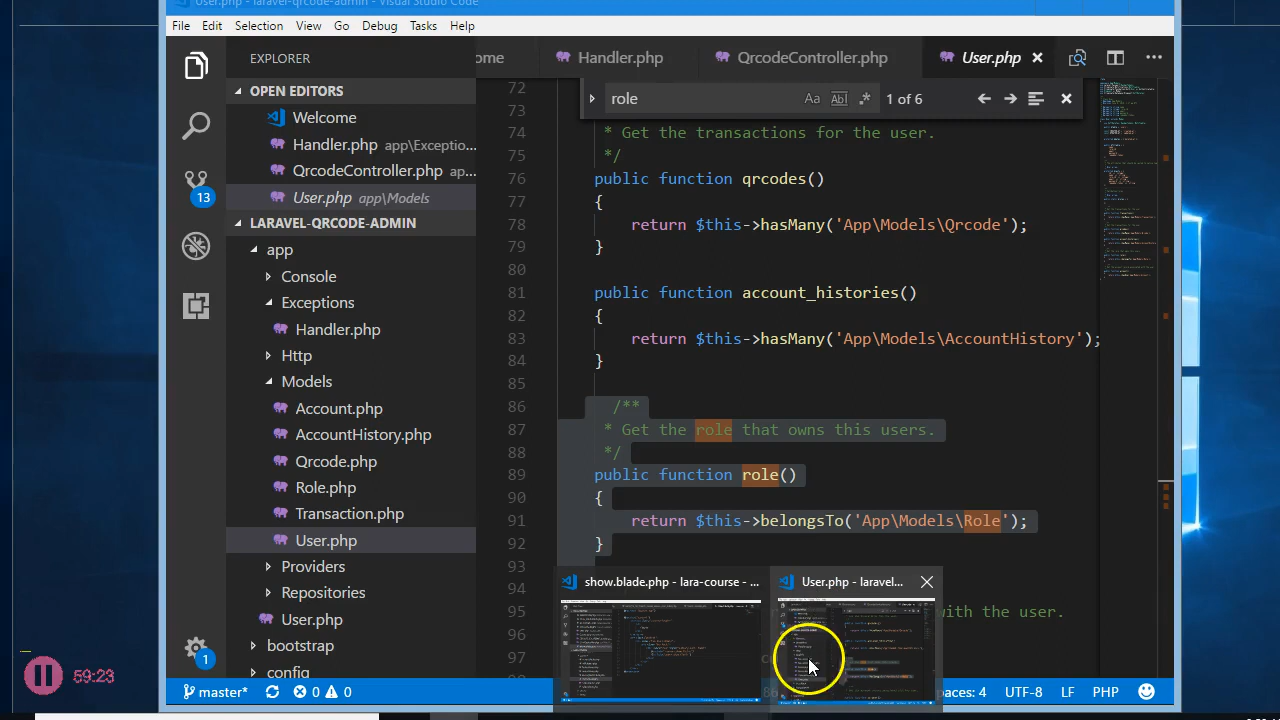 User.php - laravel-qrcode-admin - Visual Studio Code
File Edit Selection View Go Debug Tasks Help
EXPLORER
ome Handler.php QrcodeController.php User.php
OPEN EDITORS
Welcome
Handler.php app\Exceptio...
QrcodeController.php ap...
User.php app\Models
LARAVEL-QRCODE-ADMIN
app
Console
Exceptions
Handler.php
Http
Models
Account.php
AccountHistory.php
Qrcode.php
Role.php
Transaction.php
User.php
Providers
Repositories
User.php
bootstrap
config
13
1
role Aa Abl .* 1 of 6
72
73
74 * Get the transactions for the user.
75 */
76 public function qrcodes()
77 {
78 return $this->hasMany('App\Models\Qrcode');
79 }
80
81 public function account_histories()
82 {
83 return $this->hasMany('App\Models\AccountHistory');
84 }
85
86 /**
87 * Get the role that owns this users.
88 */
89 public function role()
90 {
91 return $this->belongsTo('App\Models\Role');
92 }
93
94
95 with the user.
96
97
show.blade.php - lara-course - ...
User.php - laravel...
59:23
master* 0 0 paces: 4 UTF-8 LF PHP